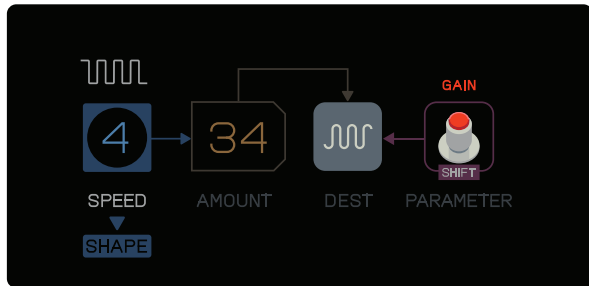 GAIN
4
34
SHIFT
SPEED
AMOUNT
DEST
PARAMETER
SHAPE